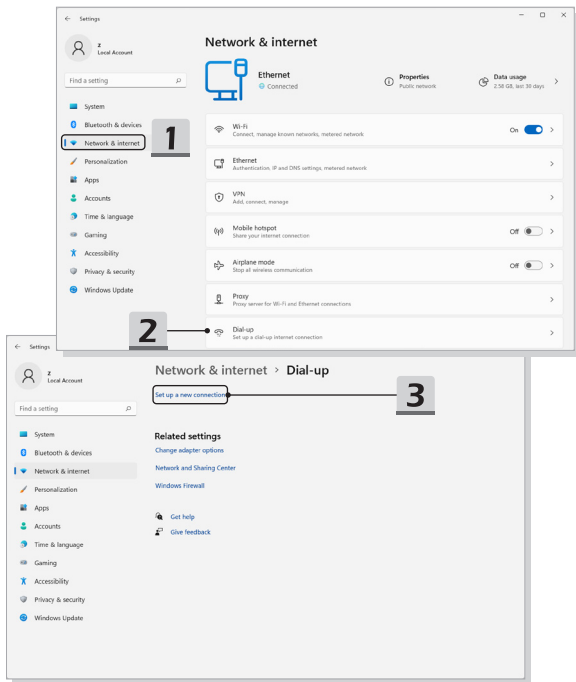 ← Settings
z
Local Account
Find a setting
System
Bluetooth & devices
Network & internet
Personalization
Apps
Accounts
Time & language
Gaming
Accessibility
Privacy & security
Windows Update
1
Network & internet
Ethernet
Connected
Properties
Public network
Data usage
2.58 GB, last 30 days
Wi-Fi
Connect, manage known networks, metered network
On
Ethernet
Authentication, IP and DNS settings, metered network
VPN
Add, connect, manage
Mobile hotspot
Share your internet connection
Off
Airplane mode
Stop all wireless communication
Off
Proxy
Proxy server for Wi-Fi and Ethernet connections
2
Dial-up
Set up a dial-up internet connection
← Settings
z
Local Account
Find a setting
System
Bluetooth & devices
Network & internet
Personalization
Apps
Accounts
Time & language
Gaming
Accessibility
Privacy & security
Windows Update
Network & internet > Dial-up
Set up a new connection
3
Related settings
Change adapter options
Network and Sharing Center
Windows Firewall
Get help
Give feedback